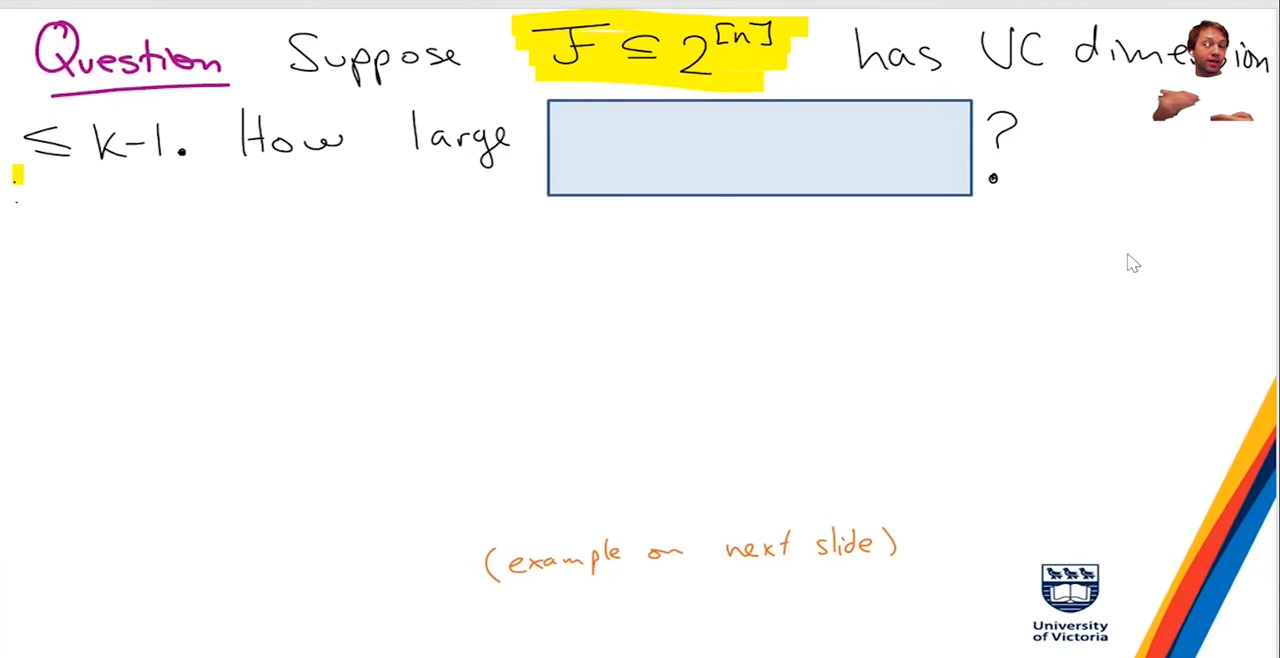 Question Suppose F ⊆ 2^[n] has VC dimension
≤ k-1. How large ?
(example on next slide)
University
of Victoria